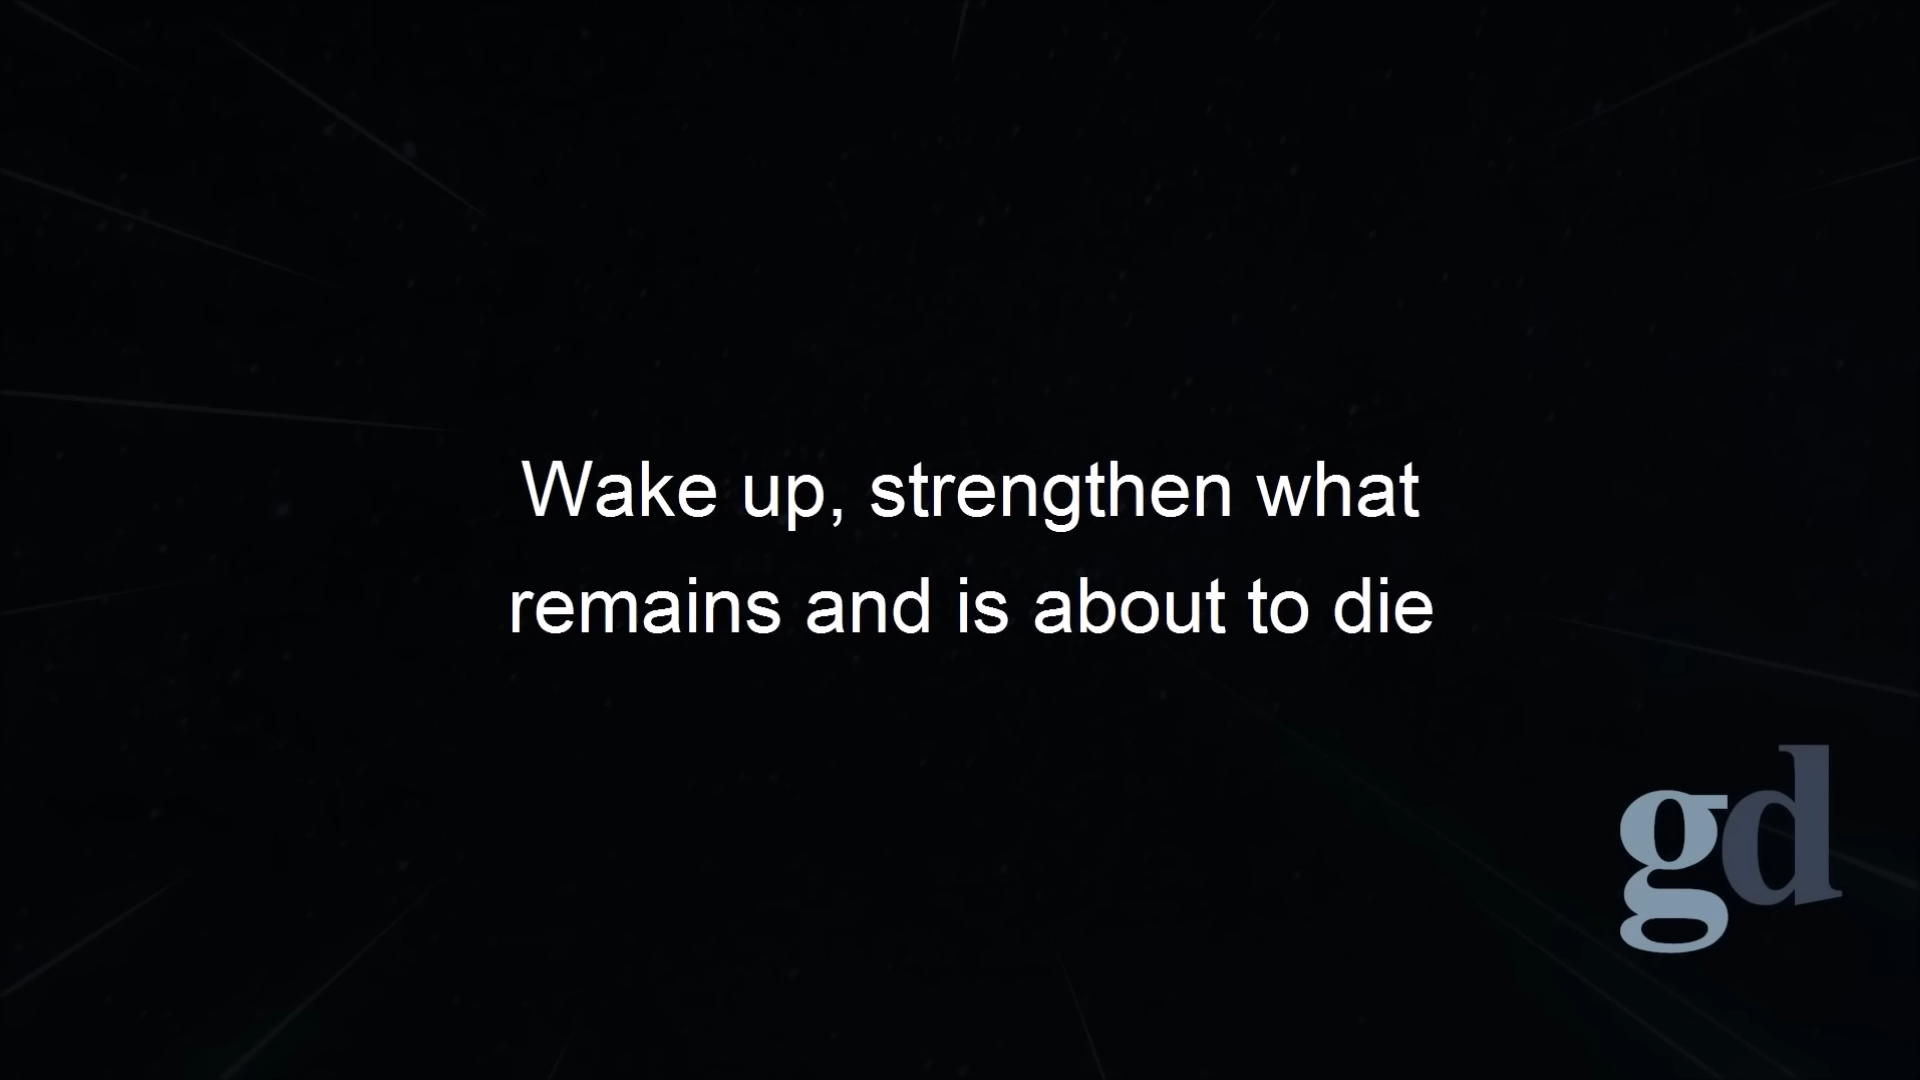 Wake up, strengthen what
remains and is about to die
gd